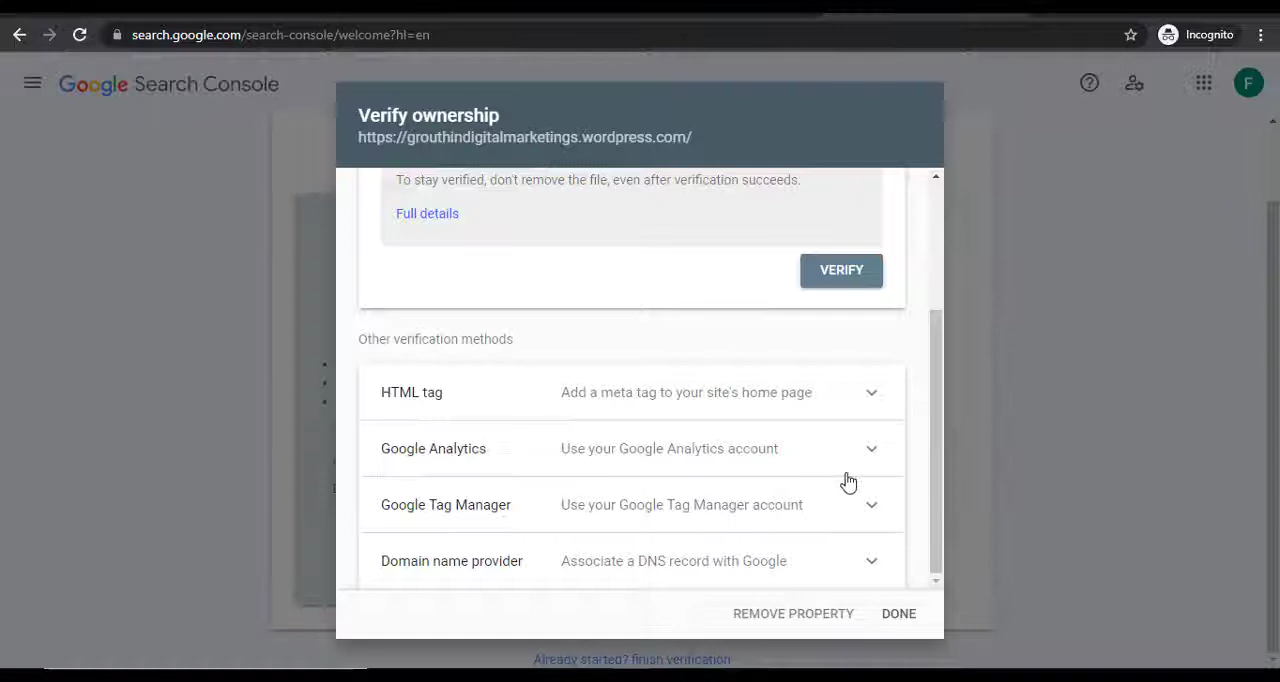 search.google.com/search-console/welcome?hl=en
Incognito
Google Search Console
F
Verify ownership
https://grouthindigitalmarketings.wordpress.com/
To stay verified, don't remove the file, even after verification succeeds.
Full details
VERIFY
Other verification methods
HTML tag Add a meta tag to your site's home page
Google Analytics Use your Google Analytics account
Google Tag Manager Use your Google Tag Manager account
Domain name provider Associate a DNS record with Google
REMOVE PROPERTY DONE
Already started? finish verification